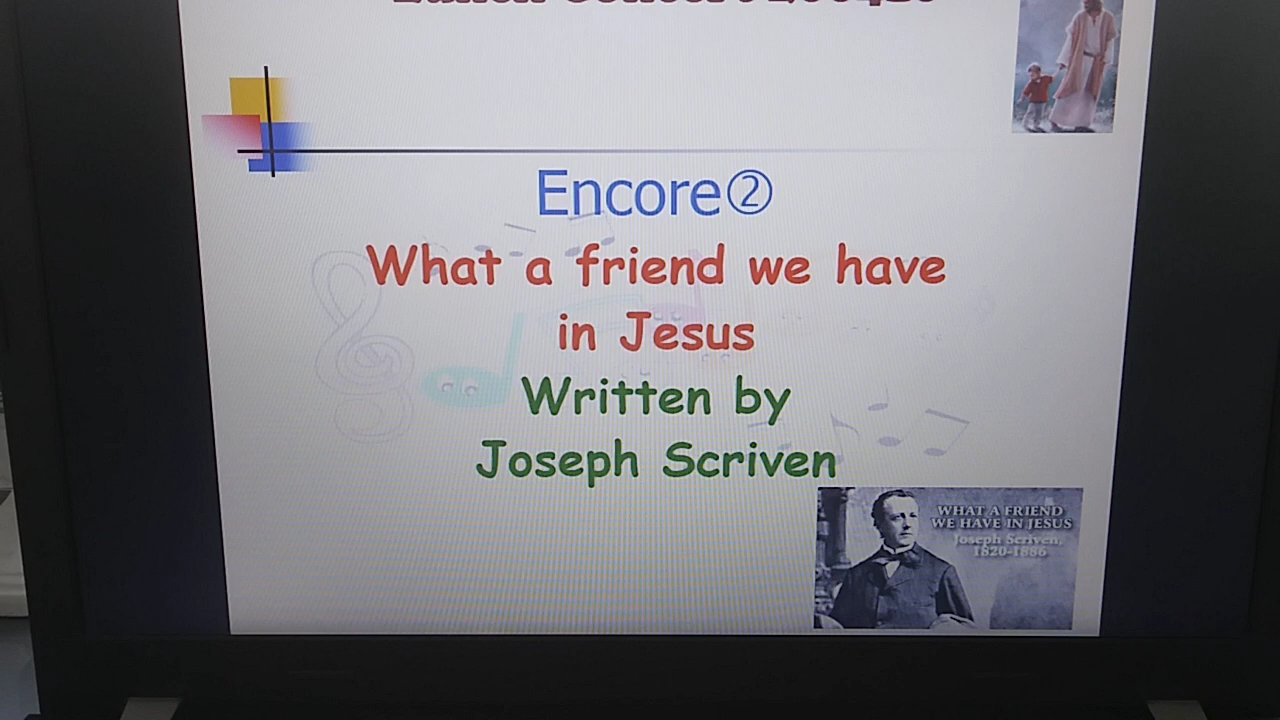 Encore②
What a friend we have
in Jesus
Written by
Joseph Scriven
WHAT A FRIEND
WE HAVE IN JESUS
Joseph Scriven,
1820-1886